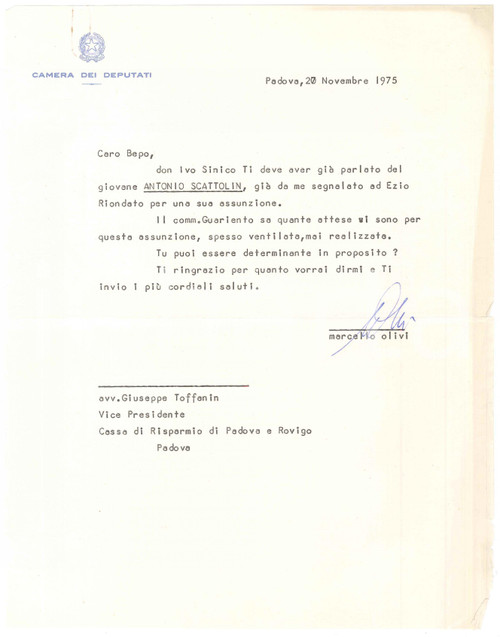 CAMERA DEI DEPUTATI
Padova,20 Novembre 1975
Caro Bepo,
don Ivo Sinico Ti deve aver già parlato del
giovane ANTONIO SCATTOLIN, già da me segnalato ad Ezio
Riondato per una sua assunzione.
Il comm.Guariento sa quante attese vi sono per
questa assunzione, spesso ventilata,mai realizzata.
Tu puoi essere determinante in proposito ?
Ti ringrazio per quanto vorrai dirmi e Ti
invio i più cordiali saluti.
marcello olivi
avv.Giuseppe Toffanin
Vice Presidente
Cassa di Risparmio di Padova e Rovigo
Padova